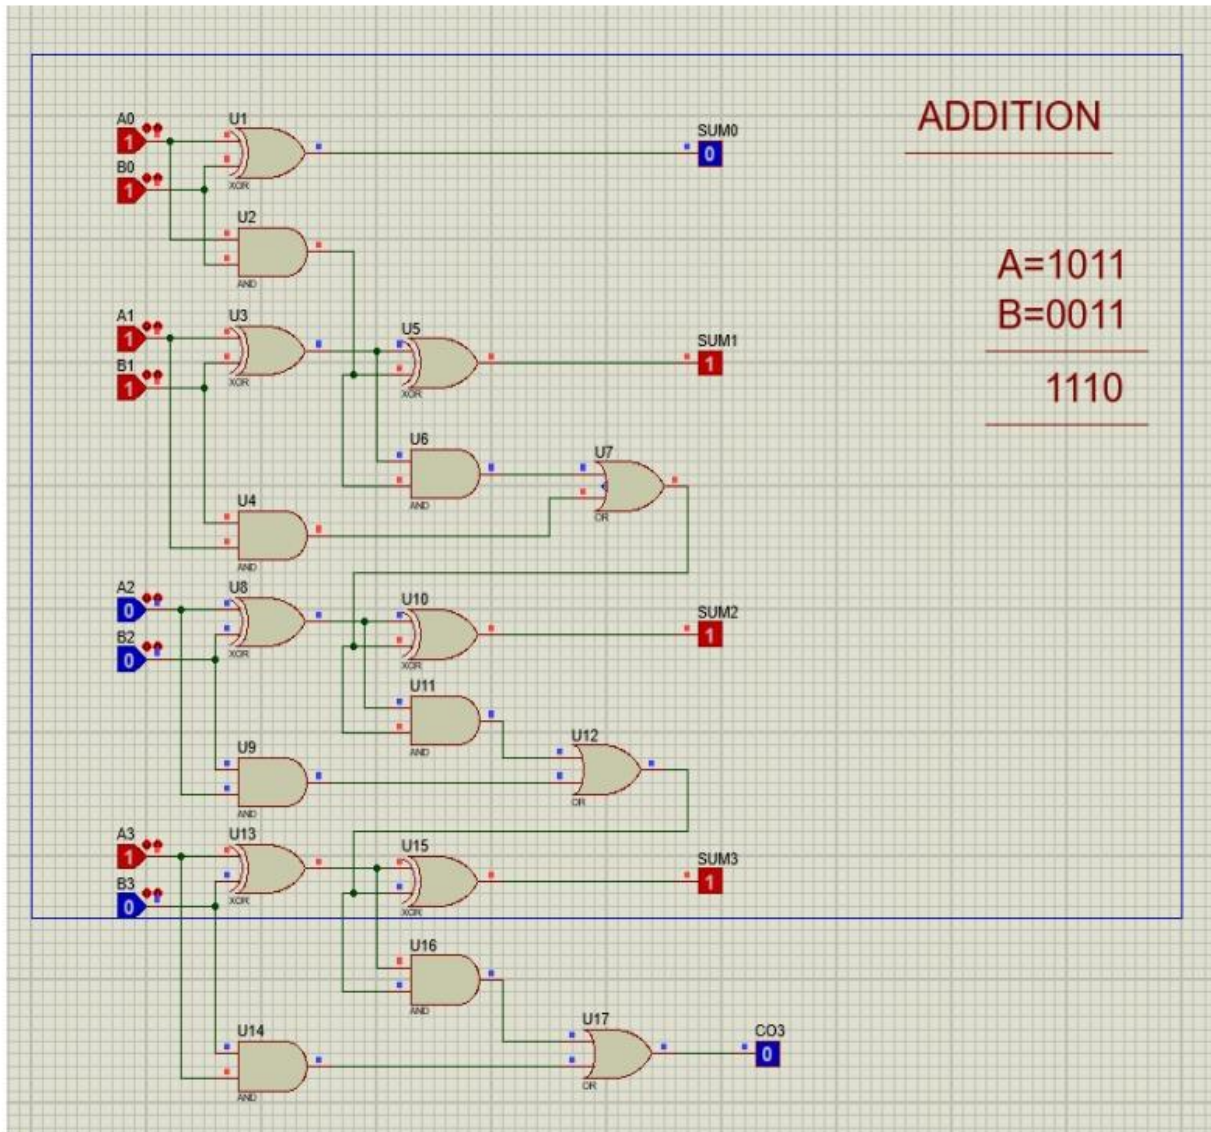 ADDITION
A=1011
B=0011
1110
A0
1
B0
1
U1
XOR
SUM0
0
U2
AND
A1
1
B1
1
U3
XOR
U5
XOR
SUM1
1
U6
AND
U7
OR
U4
AND
A2
0
B2
0
U8
XOR
U10
XOR
SUM2
1
U11
AND
U9
AND
U12
OR
A3
1
B3
0
U13
XOR
U15
XOR
SUM3
1
U16
AND
U14
AND
U17
OR
CO3
0